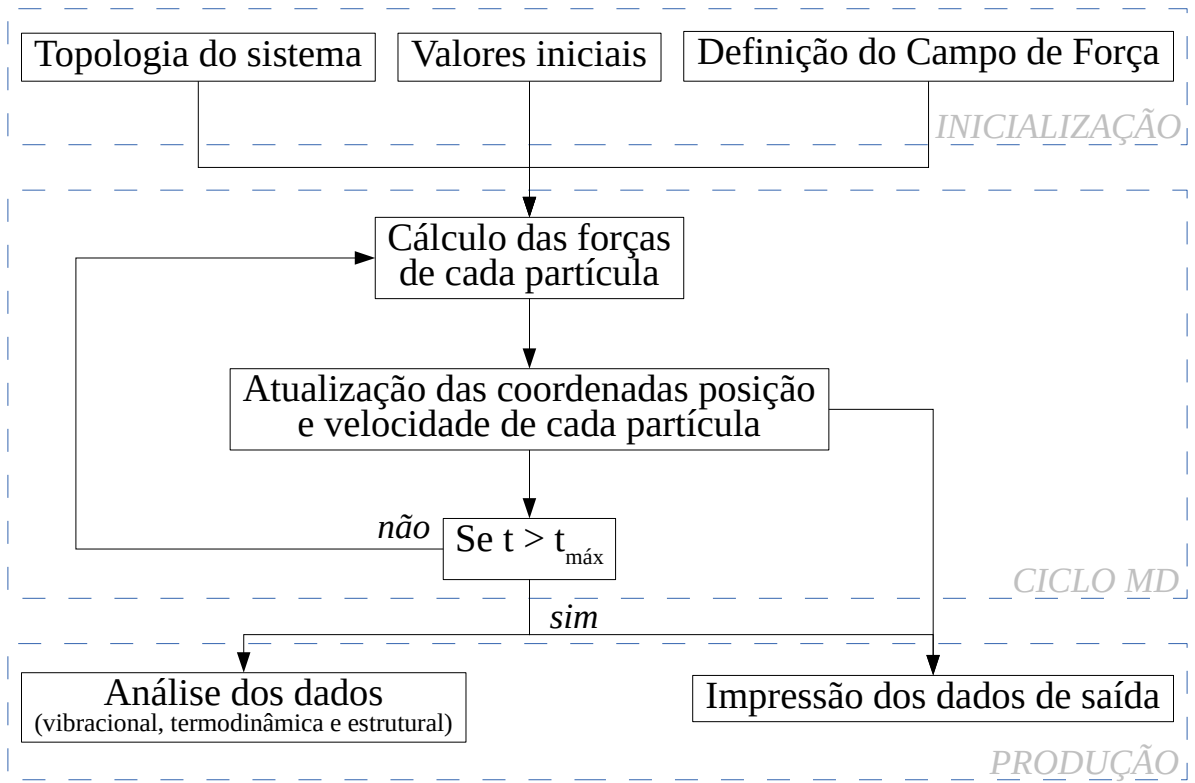 Topologia do sistema
Valores iniciais
Definição do Campo de Força
INICIALIZAÇÃO
Cálculo das forças
de cada partícula
Atualização das coordenadas posição
e velocidade de cada partícula
não
Se t > tmáx
CICLO MD
sim
Análise dos dados
(vibracional, termodinâmica e estrutural)
Impressão dos dados de saída
PRODUÇÃO